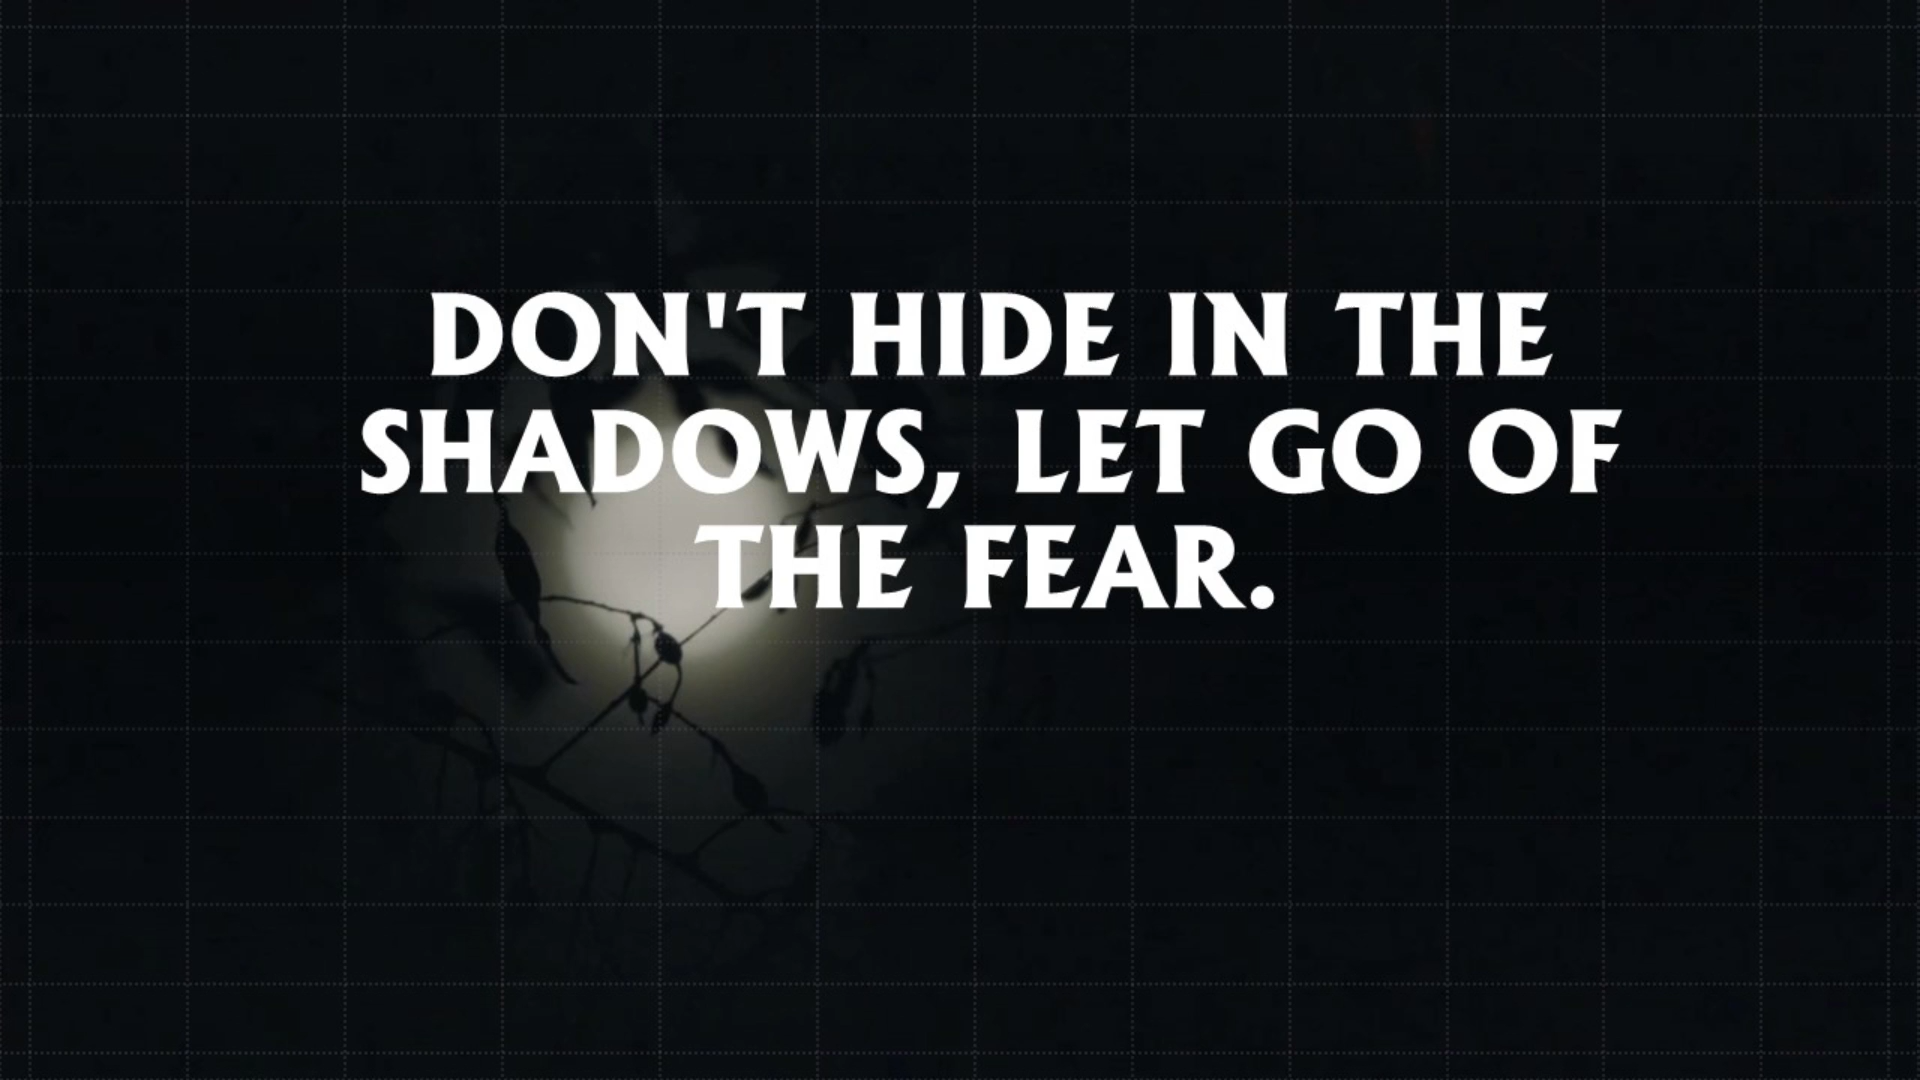 DON'T HIDE IN THE
SHADOWS, LET GO OF
THE FEAR.